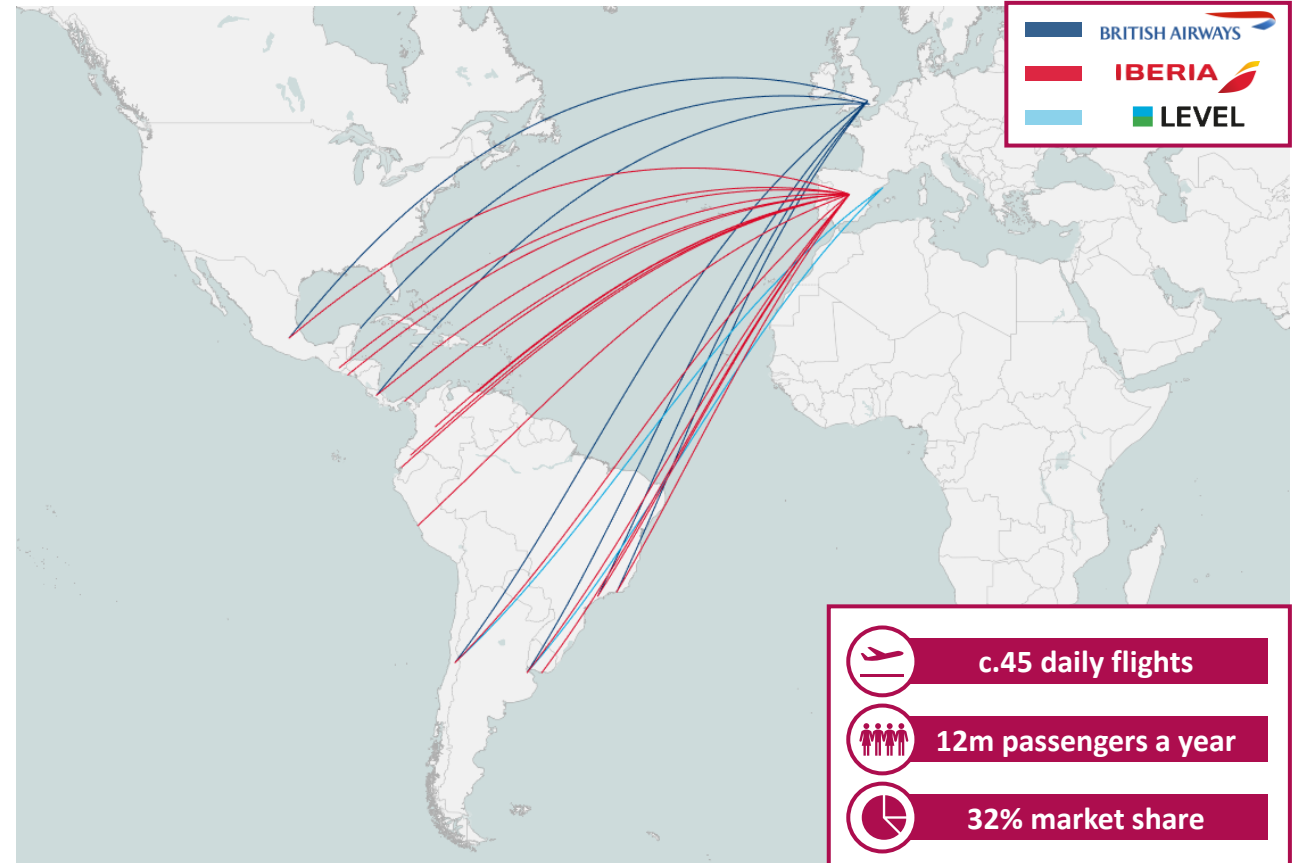 BRITISH AIRWAYS
IBERIA
LEVEL
c.45 daily flights
12m passengers a year
32% market share